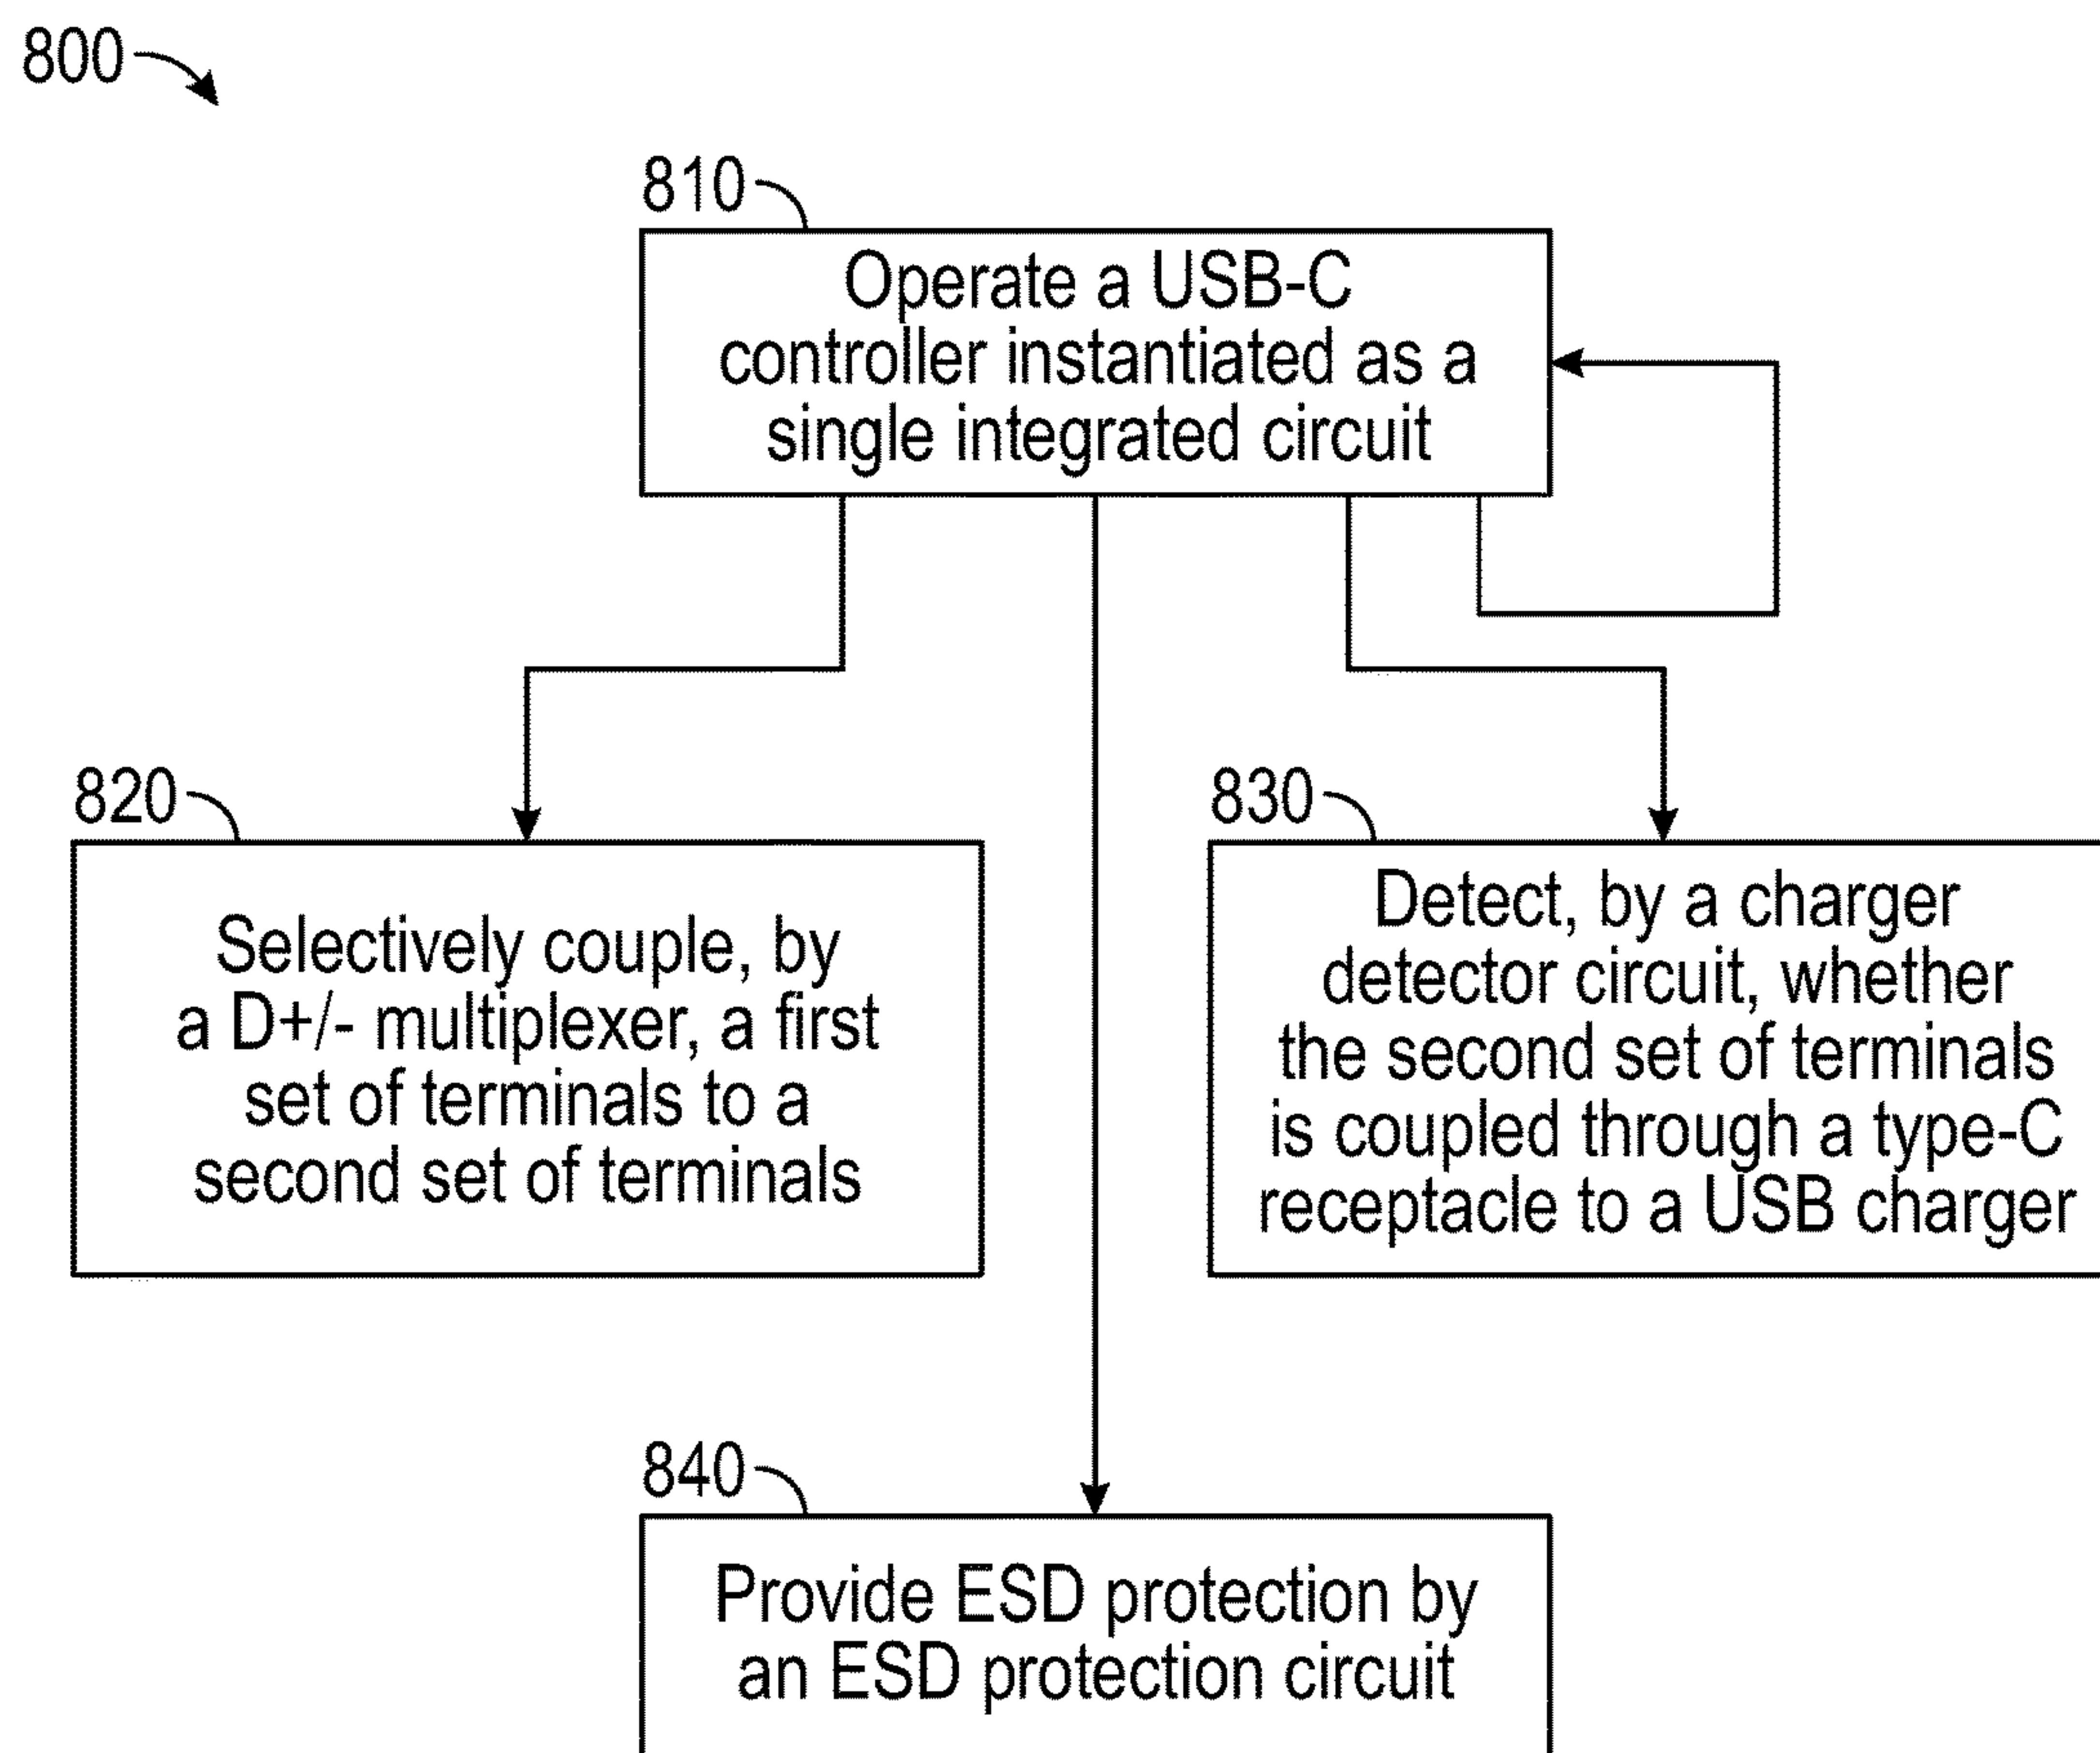 800
810
Operate a USB-C
controller instantiated as a
single integrated circuit
820
Selectively couple, by
a D+/- multiplexer, a first
set of terminals to a
second set of terminals
830
Detect, by a charger
detector circuit, whether
the second set of terminals
is coupled through a type-C
receptacle to a USB charger
840
Provide ESD protection by
an ESD protection circuit